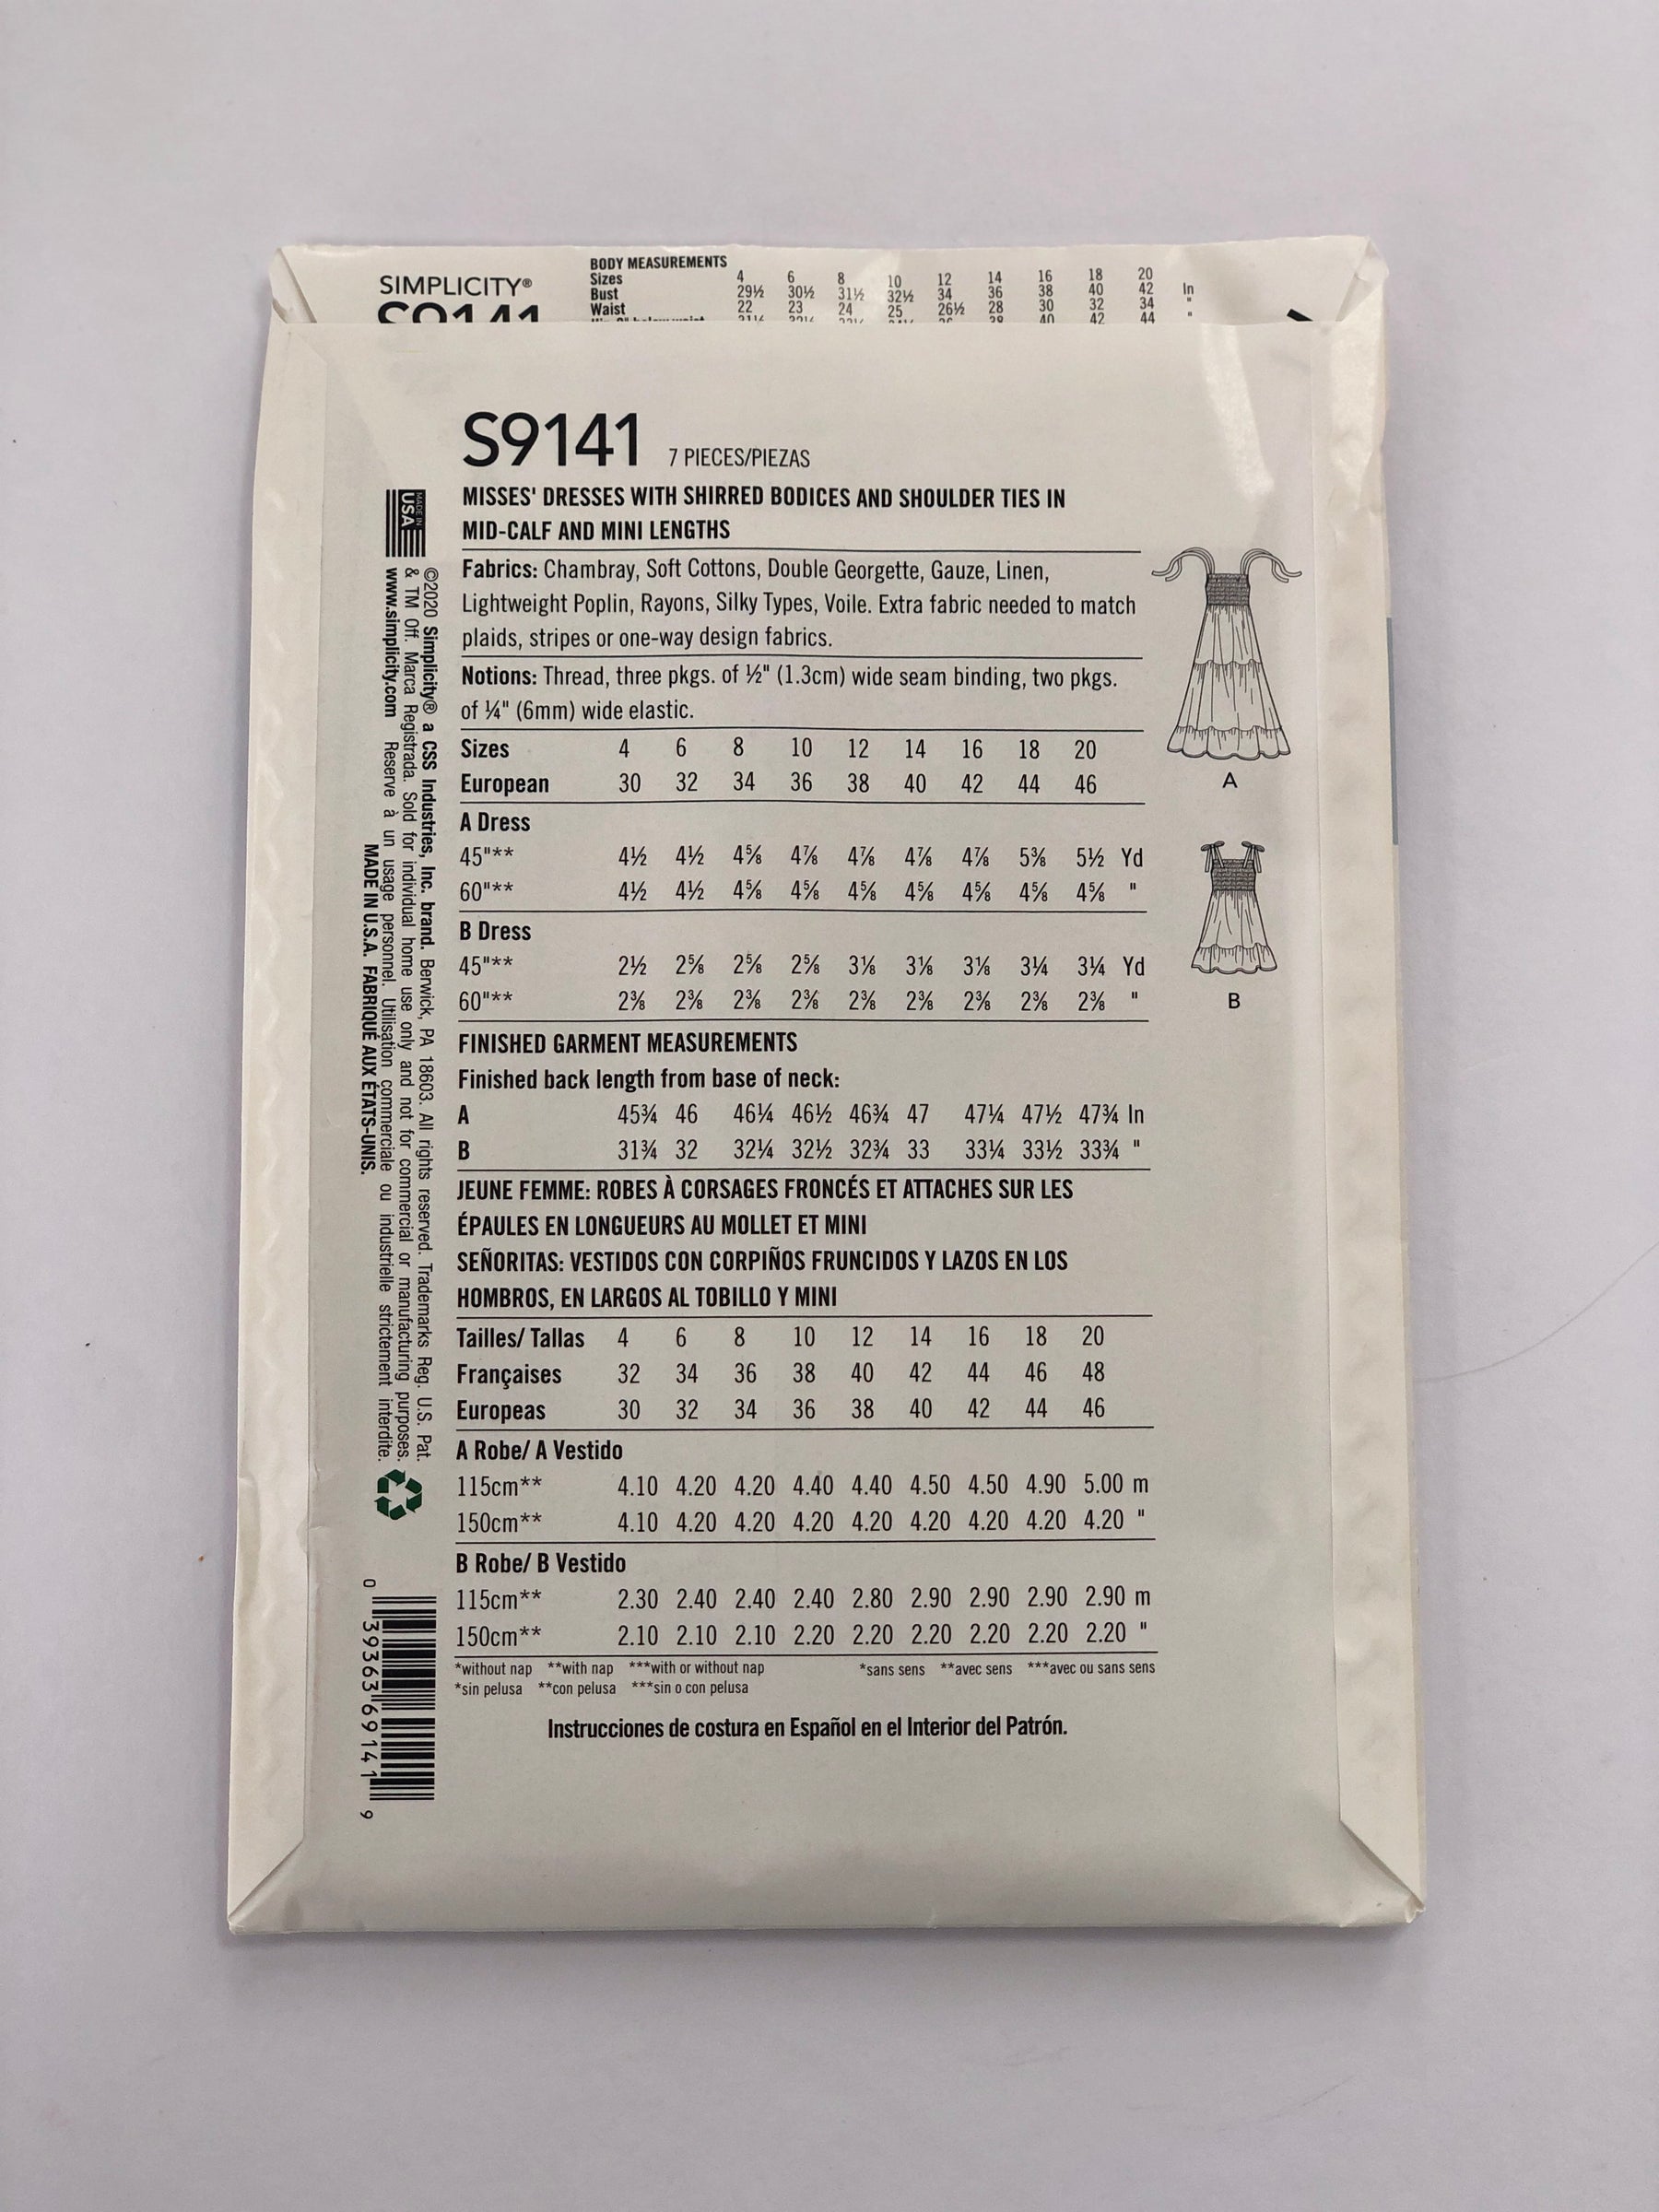 SIMPLICITY®
S9141
BODY MEASUREMENTS
Sizes 4 6 8 10 12 14 16 18 20
Bust 29½ 30½ 31½ 32½ 34 36 38 40 42 In
Waist 22 23 24 25 26½ 28 30 32 34 "
40 42 44 "
S9141 7 PIECES/PIEZAS
MISSES' DRESSES WITH SHIRRED BODICES AND SHOULDER TIES IN
MID-CALF AND MINI LENGTHS
Fabrics: Chambray, Soft Cottons, Double Georgette, Gauze, Linen,
Lightweight Poplin, Rayons, Silky Types, Voile. Extra fabric needed to match
plaids, stripes or one-way design fabrics.
Notions: Thread, three pkgs. of ½" (1.3cm) wide seam binding, two pkgs.
of ¼" (6mm) wide elastic.
Sizes 4 6 8 10 12 14 16 18 20
European 30 32 34 36 38 40 42 44 46
A Dress
45"** 4½ 4½ 4⅝ 4⅞ 4⅞ 4⅞ 4⅞ 5⅜ 5½ Yd
60"** 4½ 4½ 4⅝ 4⅝ 4⅝ 4⅝ 4⅝ 4⅝ 4⅝ "
B Dress
45"** 2½ 2⅝ 2⅝ 2⅝ 3⅛ 3⅛ 3⅛ 3¼ 3¼ Yd
60"** 2⅜ 2⅜ 2⅜ 2⅜ 2⅜ 2⅜ 2⅜ 2⅜ 2⅜ "
FINISHED GARMENT MEASUREMENTS
Finished back length from base of neck:
A 45¾ 46 46¼ 46½ 46¾ 47 47¼ 47½ 47¾ In
B 31¾ 32 32¼ 32½ 32¾ 33 33¼ 33½ 33¾ "
JEUNE FEMME: ROBES À CORSAGES FRONCÉS ET ATTACHES SUR LES
ÉPAULES EN LONGUEURS AU MOLLET ET MINI
SEÑORITAS: VESTIDOS CON CORPIÑOS FRUNCIDOS Y LAZOS EN LOS
HOMBROS, EN LARGOS AL TOBILLO Y MINI
Tailles/ Tallas 4 6 8 10 12 14 16 18 20
Françaises 32 34 36 38 40 42 44 46 48
Europeas 30 32 34 36 38 40 42 44 46
A Robe/ A Vestido
115cm** 4.10 4.20 4.20 4.40 4.40 4.50 4.50 4.90 5.00 m
150cm** 4.10 4.20 4.20 4.20 4.20 4.20 4.20 4.20 4.20 "
B Robe/ B Vestido
115cm** 2.30 2.40 2.40 2.40 2.80 2.90 2.90 2.90 2.90 m
150cm** 2.10 2.10 2.10 2.20 2.20 2.20 2.20 2.20 2.20 "
*without nap **with nap ***with or without nap *sans sens **avec sens ***avec ou sans sens
*sin pelusa **con pelusa ***sin o con pelusa
Instrucciones de costura en Español en el Interior del Patrón.
A
B
MADE IN
USA
©2020 Simplicity® a CSS Industries, Inc. brand. Berwick, PA 18603. All rights reserved. Trademarks Reg. U.S. Pat.
& TM Off. Marca Registrada. Sold for individual home use only and not for commercial or manufacturing purposes.
www.simplicity.com Reserve à un usage personnel. Utilisation commerciale ou industrielle strictement interdite.
MADE IN U.S.A. FABRIQUÉ AUX ÉTATS-UNIS.
0 39363 69141 9